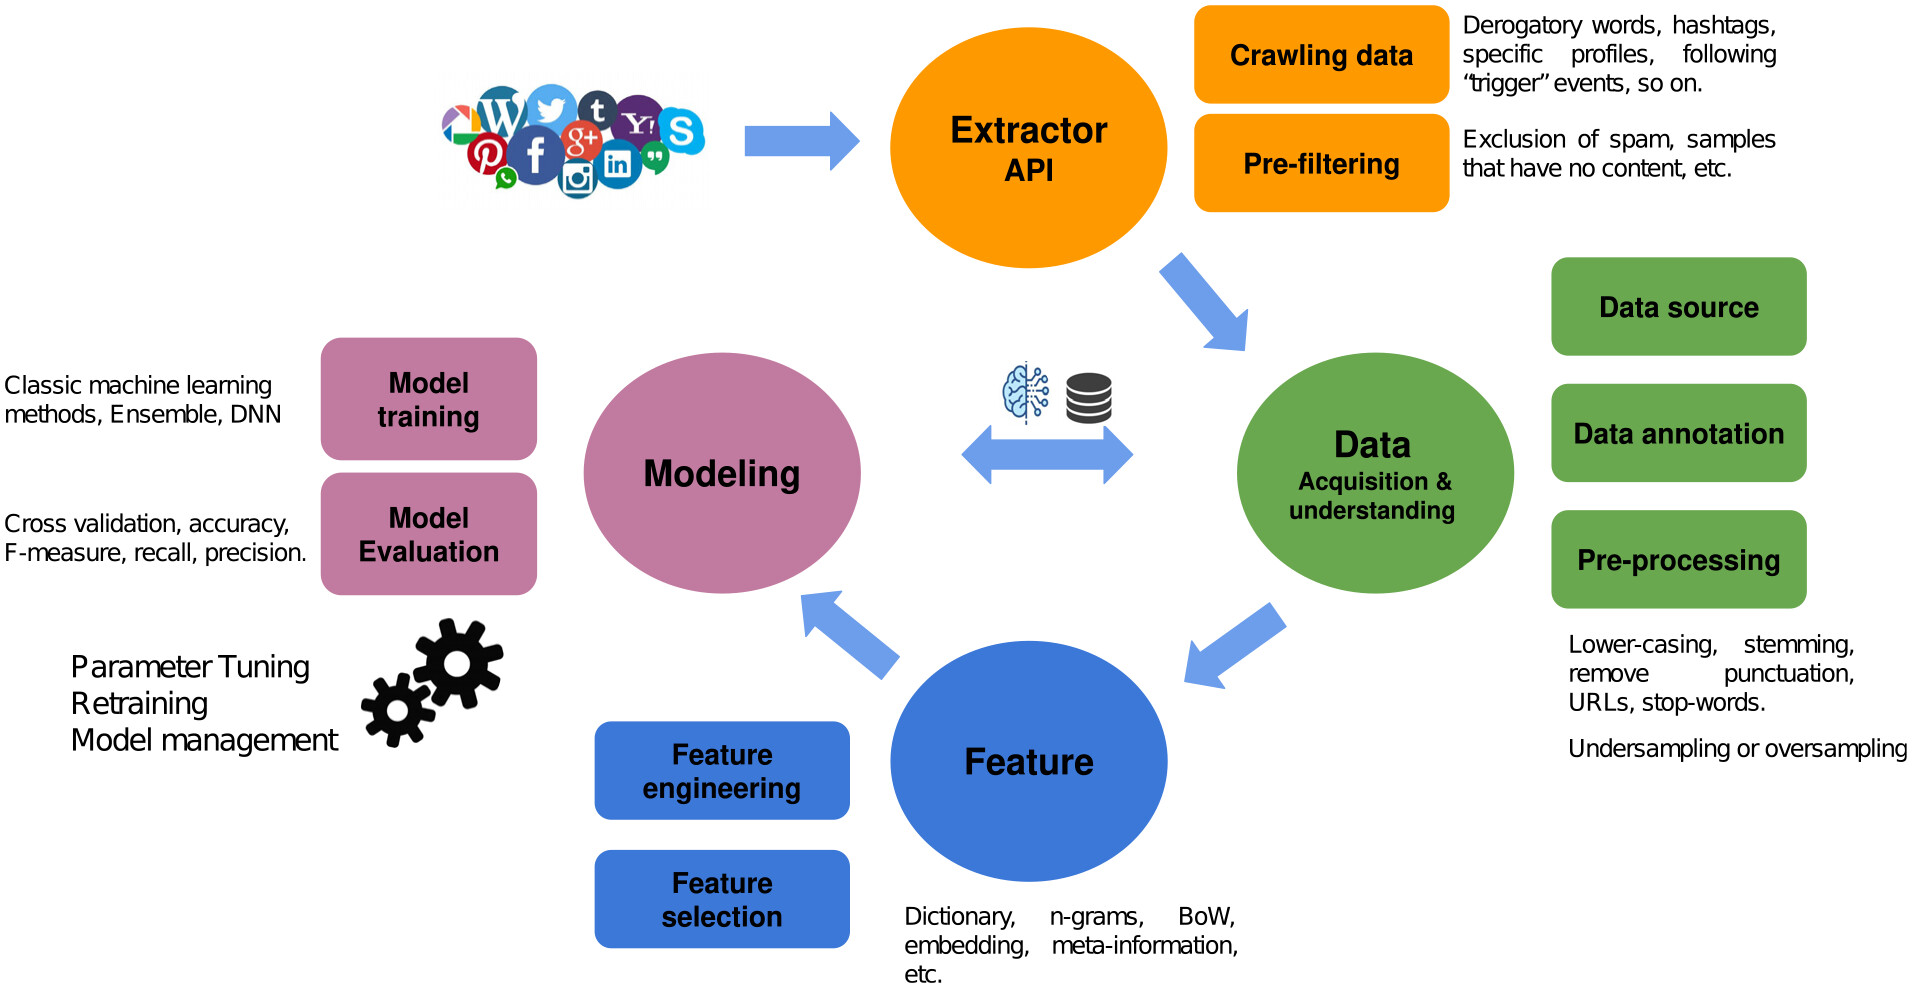 Extractor
API
Crawling data
Derogatory words, hashtags,
specific profiles, following
“trigger” events, so on.
Pre-filtering
Exclusion of spam, samples
that have no content, etc.
W
t
Y!
S
g+
f
in
Data source
Data annotation
Pre-processing
Data
Acquisition &
understanding
Lower-casing, stemming,
remove punctuation,
URLs, stop-words.
Undersampling or oversampling
Modeling
Model
training
Classic machine learning
methods, Ensemble, DNN
Model
Evaluation
Cross validation, accuracy,
F-measure, recall, precision.
Parameter Tuning
Retraining
Model management
Feature
Feature
engineering
Feature
selection
Dictionary, n-grams, BoW,
embedding, meta-information,
etc.